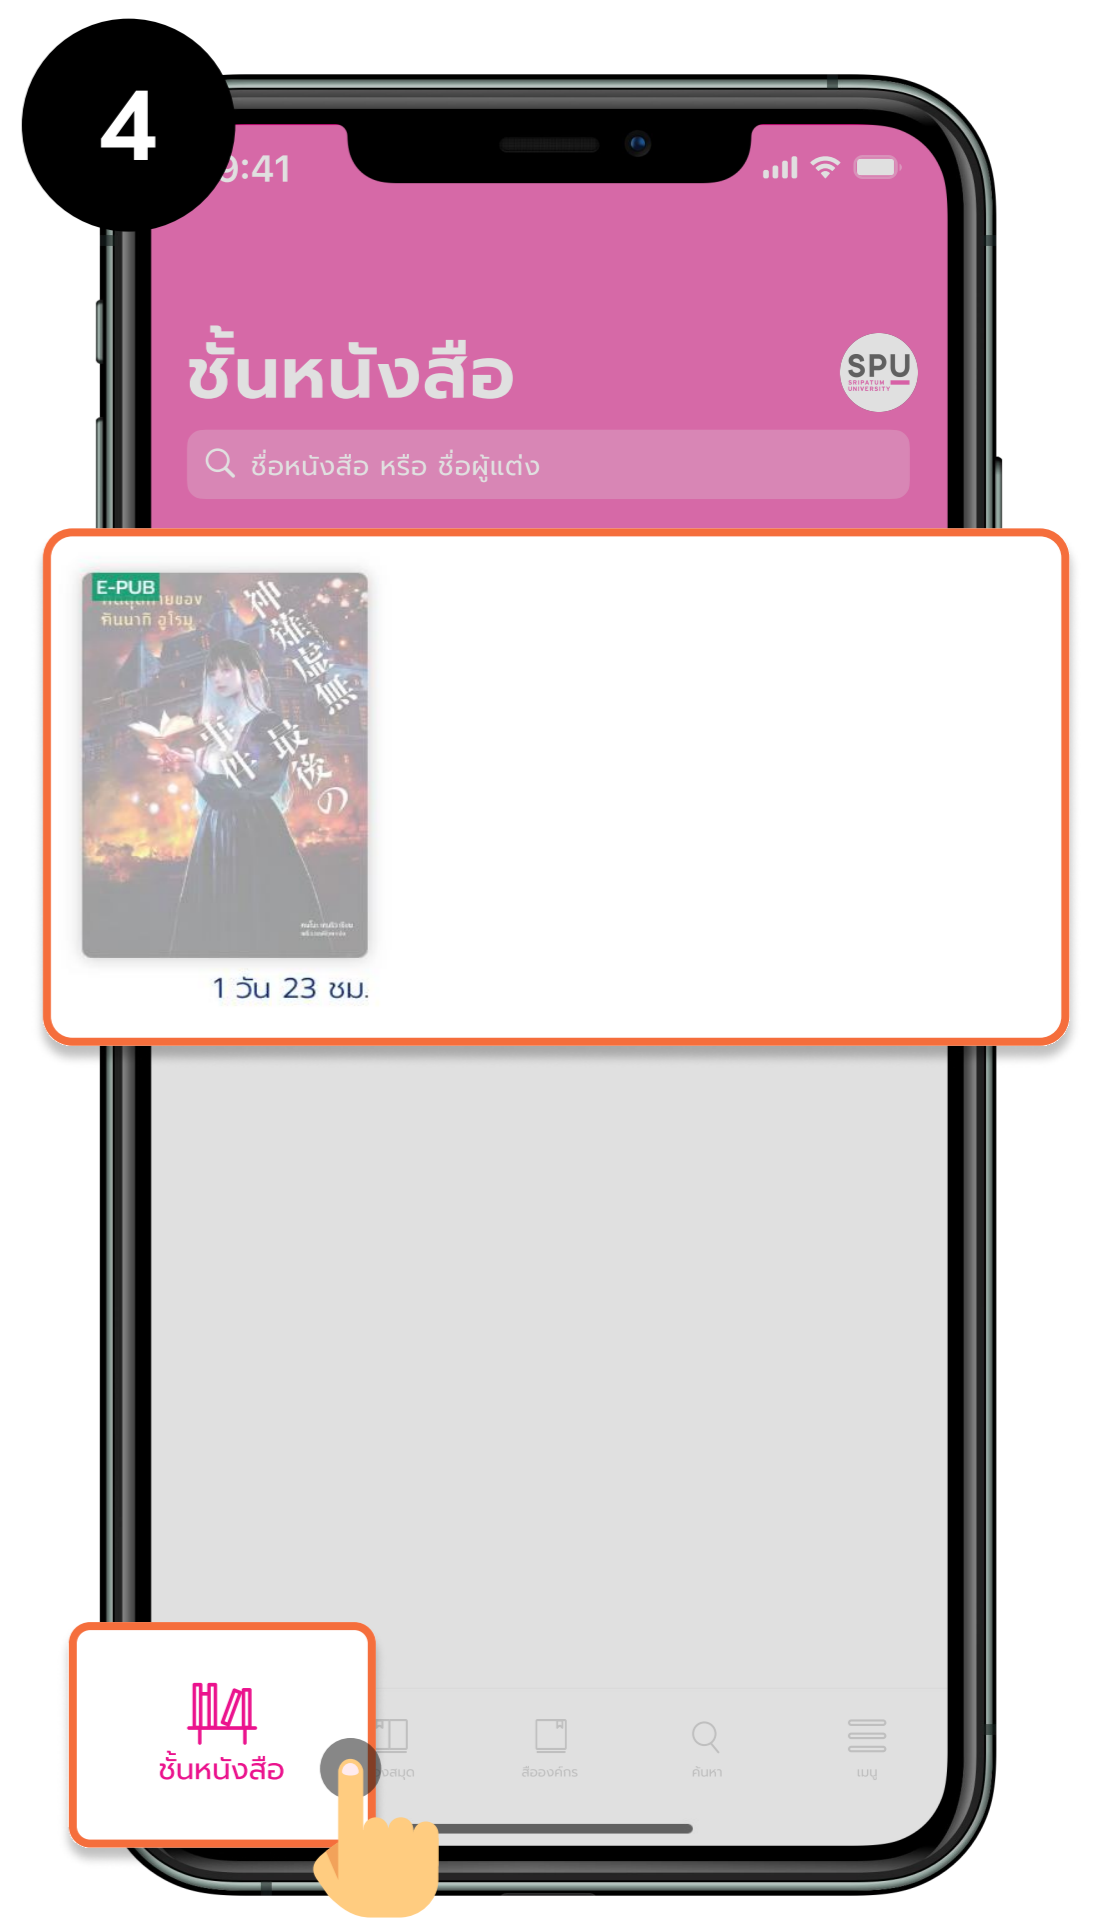 4
9:41
ชั้นหนังสือ
SPU
SRIPATUM
UNIVERSITY
ชื่อหนังสือ หรือ ชื่อผู้แต่ง
E-PUB
คันนากิ อูโรมุ
神薙虚無
最後の
事件
1 วัน 23 ชม.
ชั้นหนังสือ
สื่อองค์กร
ค้นหา
เมนู